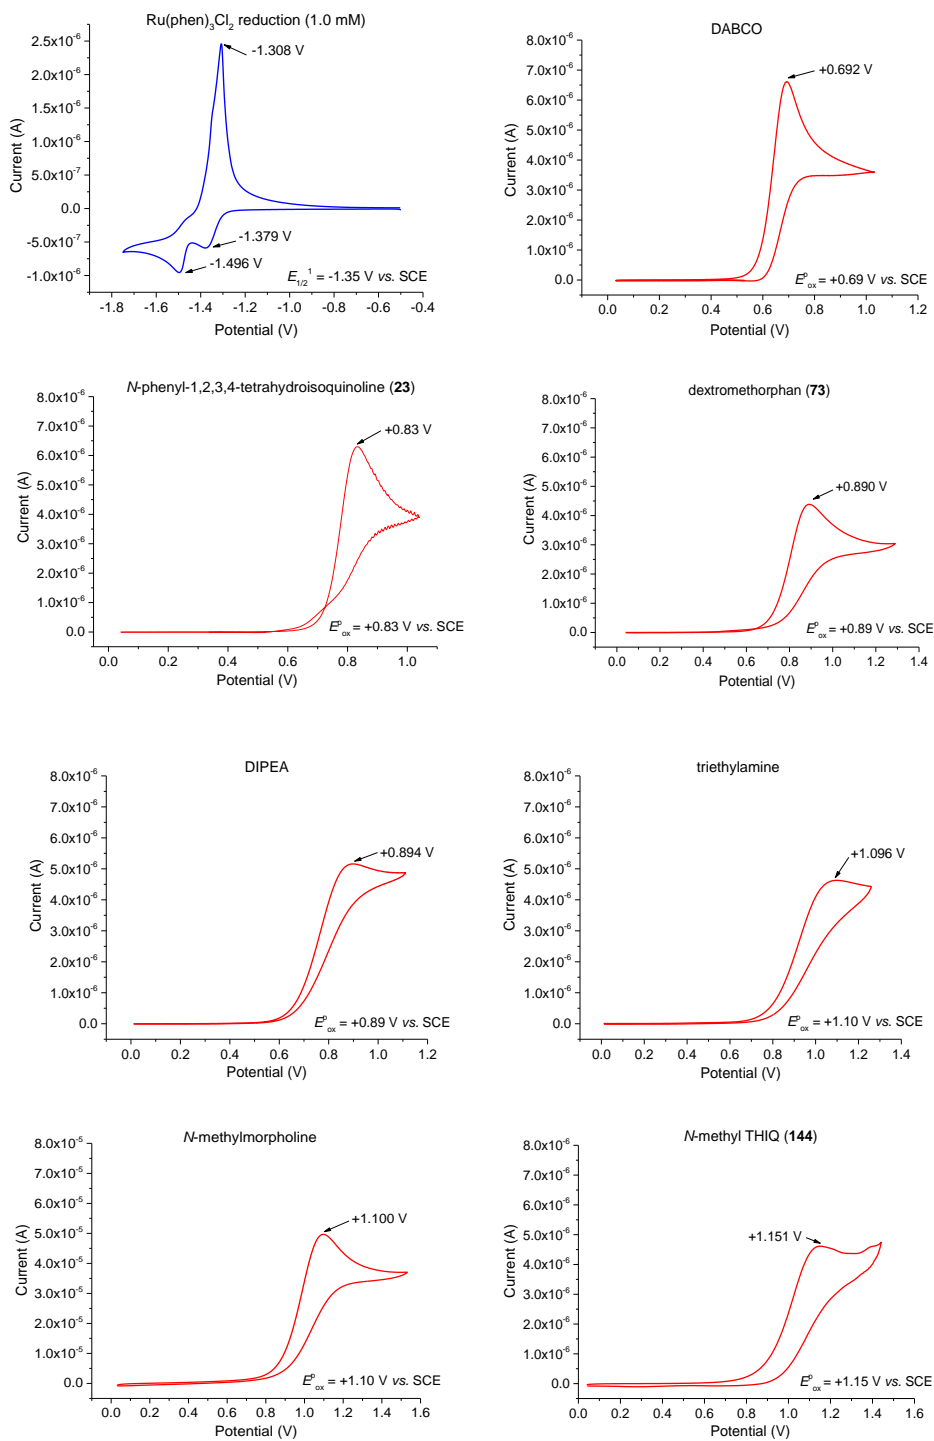 Ru(phen)₃Cl₂ reduction (1.0 mM)
2.5x10⁻⁶
2.0x10⁻⁶
1.5x10⁻⁶
1.0x10⁻⁶
5.0x10⁻⁷
0.0
-5.0x10⁻⁷
-1.0x10⁻⁶
Current (A)
-1.308 V
-1.379 V
-1.496 V
E₁/₂¹ = -1.35 V vs. SCE
-1.8 -1.6 -1.4 -1.2 -1.0 -0.8 -0.6 -0.4
Potential (V)
DABCO
8.0x10⁻⁶
7.0x10⁻⁶
6.0x10⁻⁶
5.0x10⁻⁶
4.0x10⁻⁶
3.0x10⁻⁶
2.0x10⁻⁶
1.0x10⁻⁶
0.0
Current (A)
+0.692 V
Eᵖₒₓ = +0.69 V vs. SCE
0.0 0.2 0.4 0.6 0.8 1.0 1.2
Potential (V)
N-phenyl-1,2,3,4-tetrahydroisoquinoline (23)
8.0x10⁻⁶
7.0x10⁻⁶
6.0x10⁻⁶
5.0x10⁻⁶
4.0x10⁻⁶
3.0x10⁻⁶
2.0x10⁻⁶
1.0x10⁻⁶
0.0
Current (A)
+0.83 V
Eᵖₒₓ = +0.83 V vs. SCE
0.0 0.2 0.4 0.6 0.8 1.0
Potential (V)
dextromethorphan (73)
8.0x10⁻⁶
7.0x10⁻⁶
6.0x10⁻⁶
5.0x10⁻⁶
4.0x10⁻⁶
3.0x10⁻⁶
2.0x10⁻⁶
1.0x10⁻⁶
0.0
Current (A)
+0.890 V
Eᵖₒₓ = +0.89 V vs. SCE
0.0 0.2 0.4 0.6 0.8 1.0 1.2 1.4
Potential (V)
DIPEA
8.0x10⁻⁶
7.0x10⁻⁶
6.0x10⁻⁶
5.0x10⁻⁶
4.0x10⁻⁶
3.0x10⁻⁶
2.0x10⁻⁶
1.0x10⁻⁶
0.0
Current (A)
+0.894 V
Eᵖₒₓ = +0.89 V vs. SCE
0.0 0.2 0.4 0.6 0.8 1.0 1.2
Potential (V)
triethylamine
8.0x10⁻⁶
7.0x10⁻⁶
6.0x10⁻⁶
5.0x10⁻⁶
4.0x10⁻⁶
3.0x10⁻⁶
2.0x10⁻⁶
1.0x10⁻⁶
0.0
Current (A)
+1.096 V
Eᵖₒₓ = +1.10 V vs. SCE
0.0 0.2 0.4 0.6 0.8 1.0 1.2 1.4
Potential (V)
N-methylmorpholine
8.0x10⁻⁵
7.0x10⁻⁵
6.0x10⁻⁵
5.0x10⁻⁵
4.0x10⁻⁵
3.0x10⁻⁵
2.0x10⁻⁵
1.0x10⁻⁵
0.0
Current (A)
+1.100 V
Eᵖₒₓ = +1.10 V vs. SCE
0.0 0.2 0.4 0.6 0.8 1.0 1.2 1.4 1.6
Potential (V)
N-methyl THIQ (144)
8.0x10⁻⁶
7.0x10⁻⁶
6.0x10⁻⁶
5.0x10⁻⁶
4.0x10⁻⁶
3.0x10⁻⁶
2.0x10⁻⁶
1.0x10⁻⁶
0.0
Current (A)
+1.151 V
Eᵖₒₓ = +1.15 V vs. SCE
0.0 0.2 0.4 0.6 0.8 1.0 1.2 1.4 1.6
Potential (V)